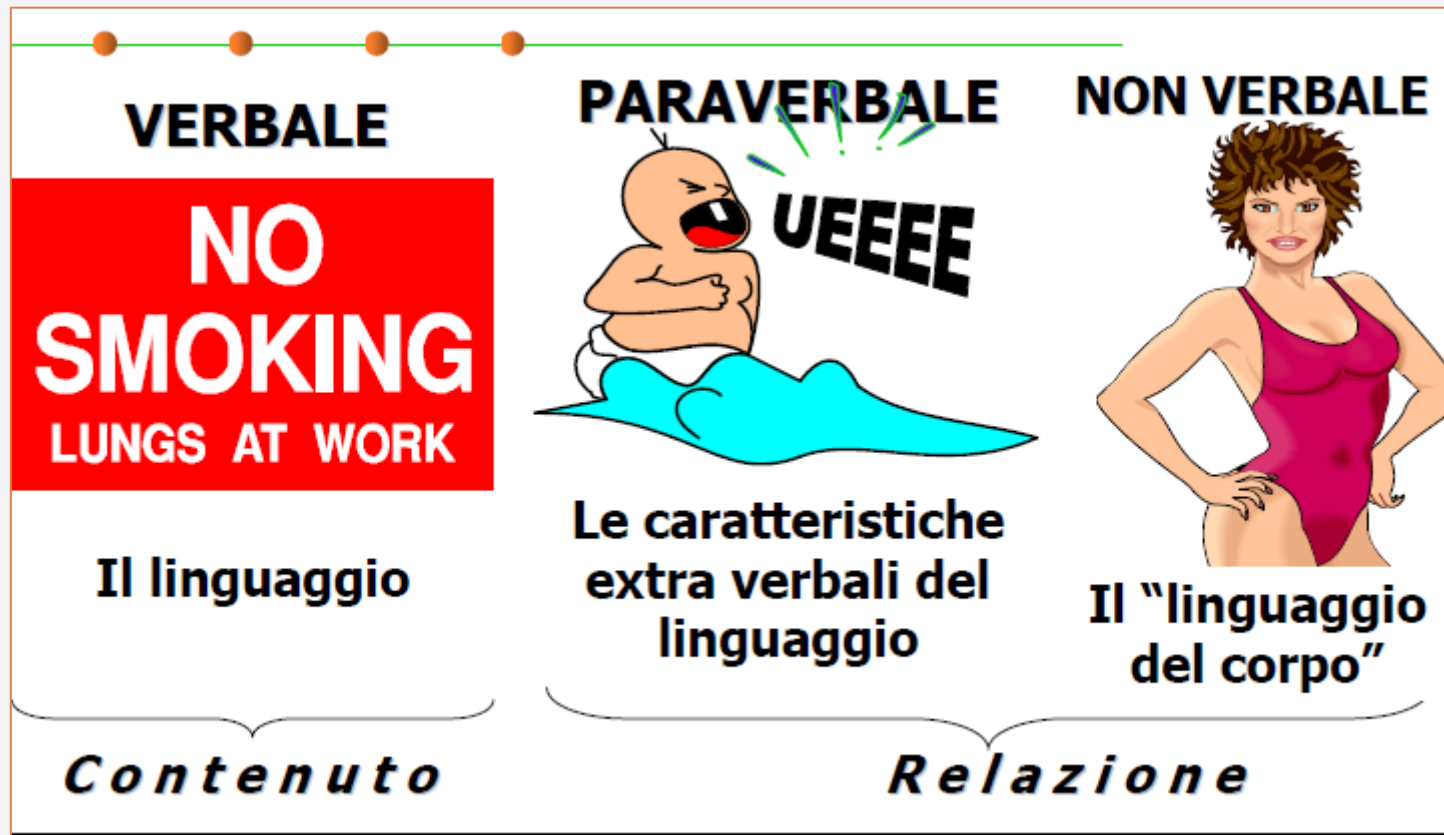 VERBALE
NO
SMOKING
LUNGS AT WORK
Il linguaggio
PARAVERBALE
UEEEE
Le caratteristiche
extra verbali del
linguaggio
NON VERBALE
Il “linguaggio
del corpo”
Contenuto
Relazione